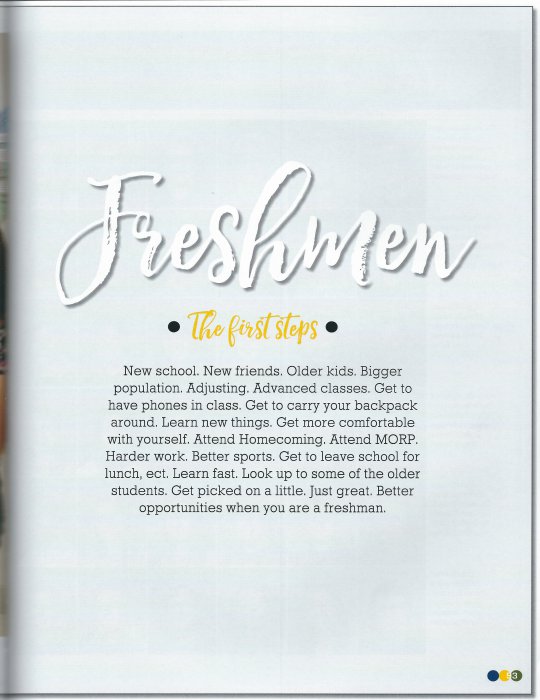 Freshmen
The first steps
New school. New friends. Older kids. Bigger
population. Adjusting. Advanced classes. Get to
have phones in class. Get to carry your backpack
around. Learn new things. Get more comfortable
with yourself. Attend Homecoming. Attend MORP.
Harder work. Better sports. Get to leave school for
lunch, ect. Learn fast. Look up to some of the older
students. Get picked on a little. Just great. Better
opportunities when you are a freshman.
3